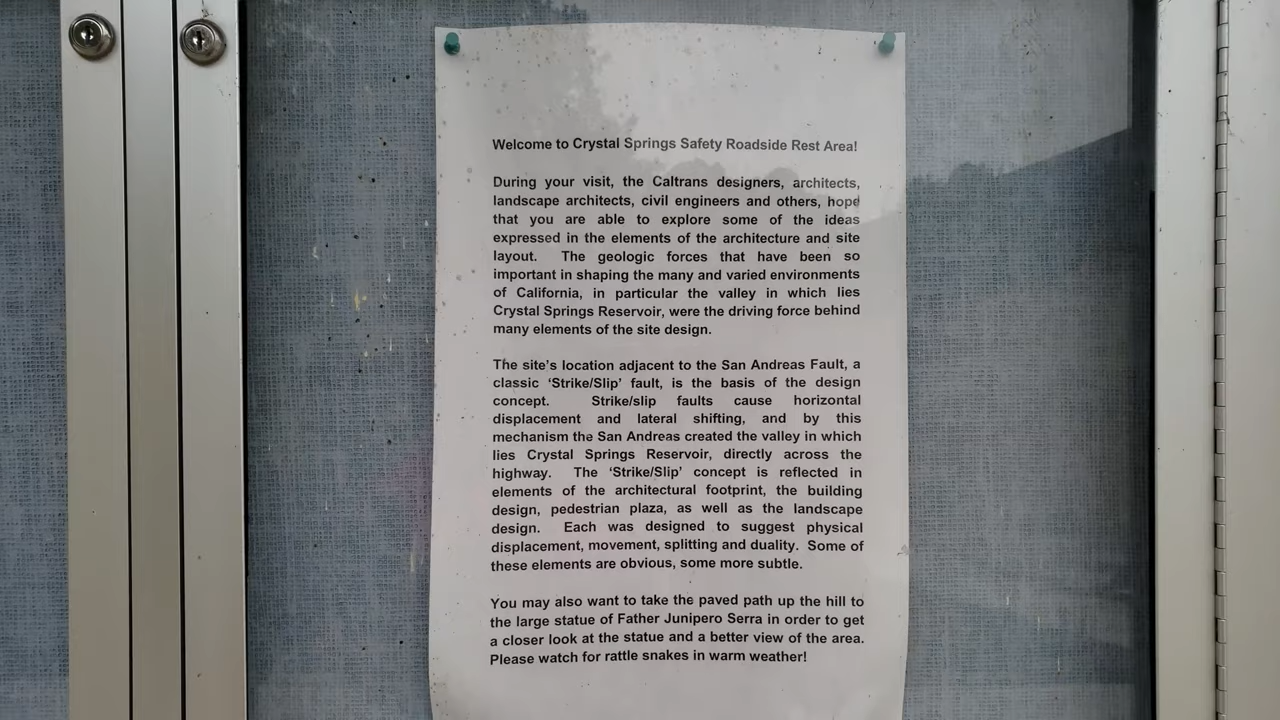 Welcome to Crystal Springs Safety Roadside Rest Area!
During your visit, the Caltrans designers, architects,
landscape architects, civil engineers and others, hope
that you are able to explore some of the ideas
expressed in the elements of the architecture and site
layout. The geologic forces that have been so
important in shaping the many and varied environments
of California, in particular the valley in which lies
Crystal Springs Reservoir, were the driving force behind
many elements of the site design.
The site's location adjacent to the San Andreas Fault, a
classic ‘Strike/Slip’ fault, is the basis of the design
concept. Strike/slip faults cause horizontal
displacement and lateral shifting, and by this
mechanism the San Andreas created the valley in which
lies Crystal Springs Reservoir, directly across the
highway. The ‘Strike/Slip’ concept is reflected in
elements of the architectural footprint, the building
design, pedestrian plaza, as well as the landscape
design. Each was designed to suggest physical
displacement, movement, splitting and duality. Some of
these elements are obvious, some more subtle.
You may also want to take the paved path up the hill to
the large statue of Father Junipero Serra in order to get
a closer look at the statue and a better view of the area.
Please watch for rattle snakes in warm weather!